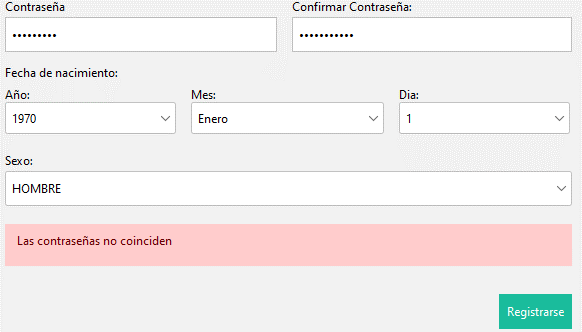 Contraseña Confirmar Contraseña:
••••••••• •••••••••••
Fecha de nacimiento:
Año: Mes: Dia:
1970 Enero 1
Sexo:
HOMBRE
Las contraseñas no coinciden
Registrarse